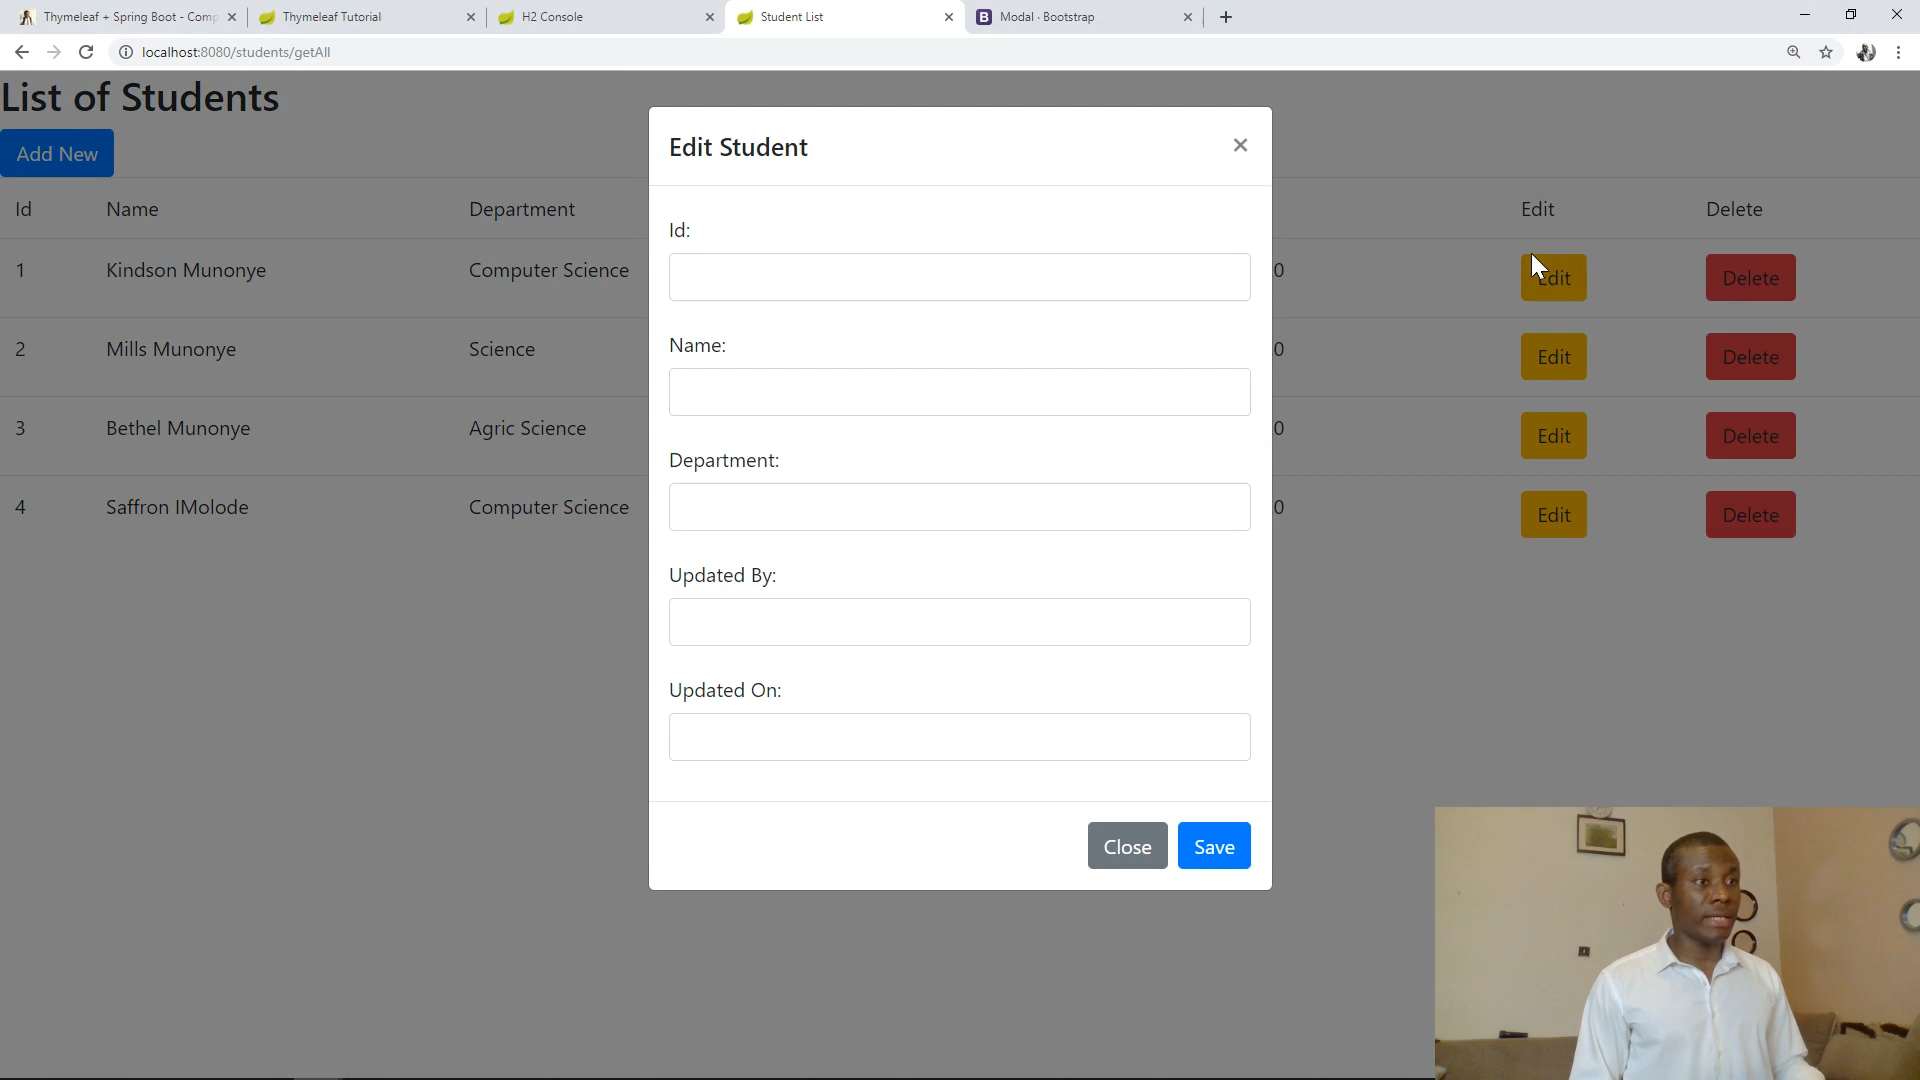 Thymeleaf + Spring Boot - Comp
Thymeleaf Tutorial
H2 Console
Student List
B Modal · Bootstrap
localhost:8080/students/getAll
List of Students
Add New
Edit Student
Id Name Department Edit Delete
1 Kindson Munonye Computer Science 0 Edit Delete
2 Mills Munonye Science 0 Edit Delete
3 Bethel Munonye Agric Science 0 Edit Delete
4 Saffron IMolode Computer Science 0 Edit Delete
Id:
Name:
Department:
Updated By:
Updated On:
Close Save